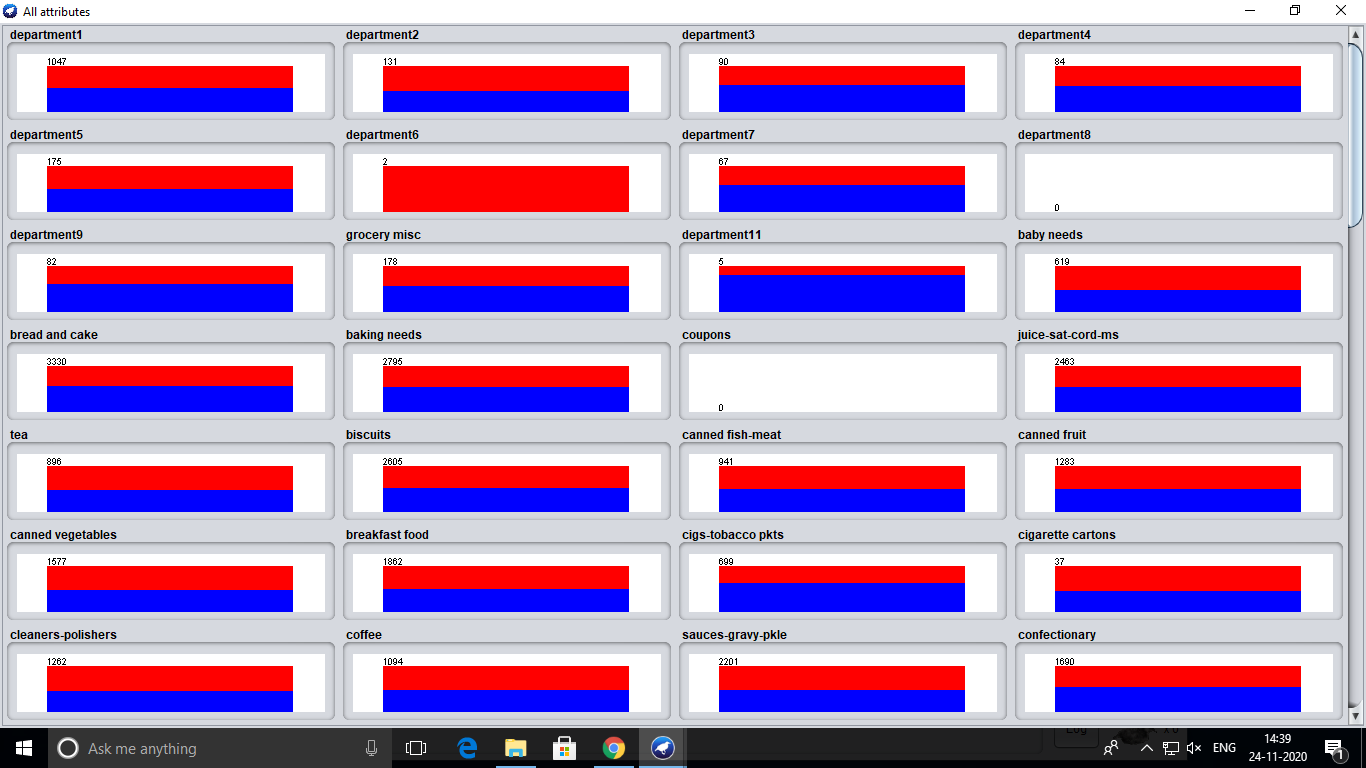 All attributes
department1 department2 department3 department4
1047 131 90 84
department5 department6 department7 department8
175 2 67 0
department9 grocery misc department11 baby needs
82 178 5 619
bread and cake baking needs coupons juice-sat-cord-ms
3330 2795 0 2463
tea biscuits canned fish-meat canned fruit
896 2605 941 1283
canned vegetables breakfast food cigs-tobacco pkts cigarette cartons
1577 1862 699 37
cleaners-polishers coffee sauces-gravy-pkle confectionary
1262 1094 2201 1690
Log x 0
Ask me anything ENG 14:39
24-11-2020 1